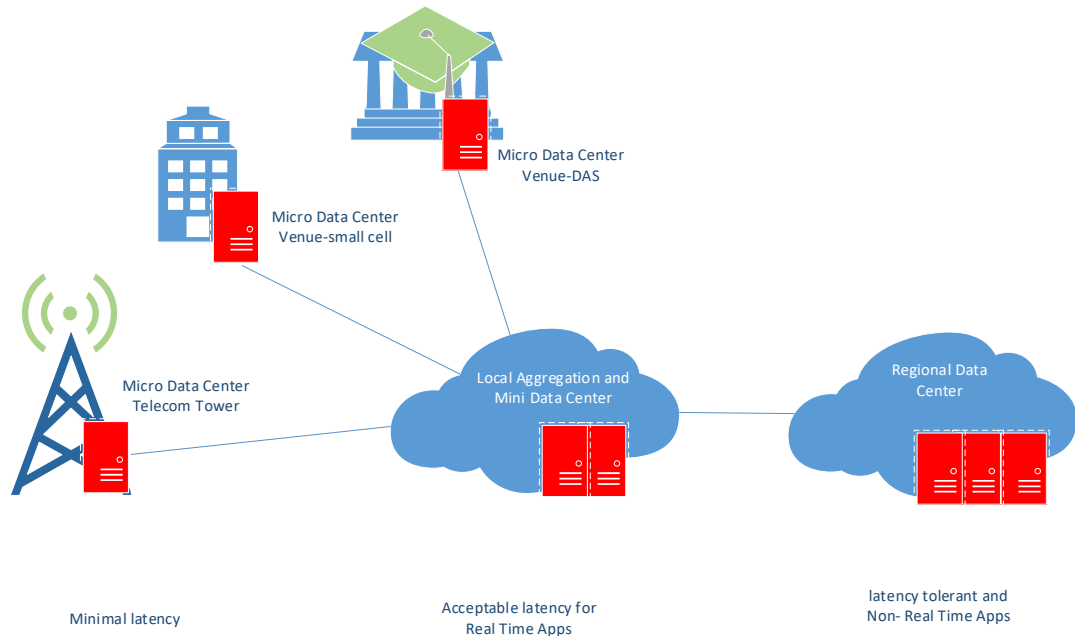 Micro Data Center
Venue-DAS
Micro Data Center
Venue-small cell
Micro Data Center
Telecom Tower
Local Aggregation and
Mini Data Center
Regional Data
Center
Minimal latency
Acceptable latency for
Real Time Apps
latency tolerant and
Non- Real Time Apps